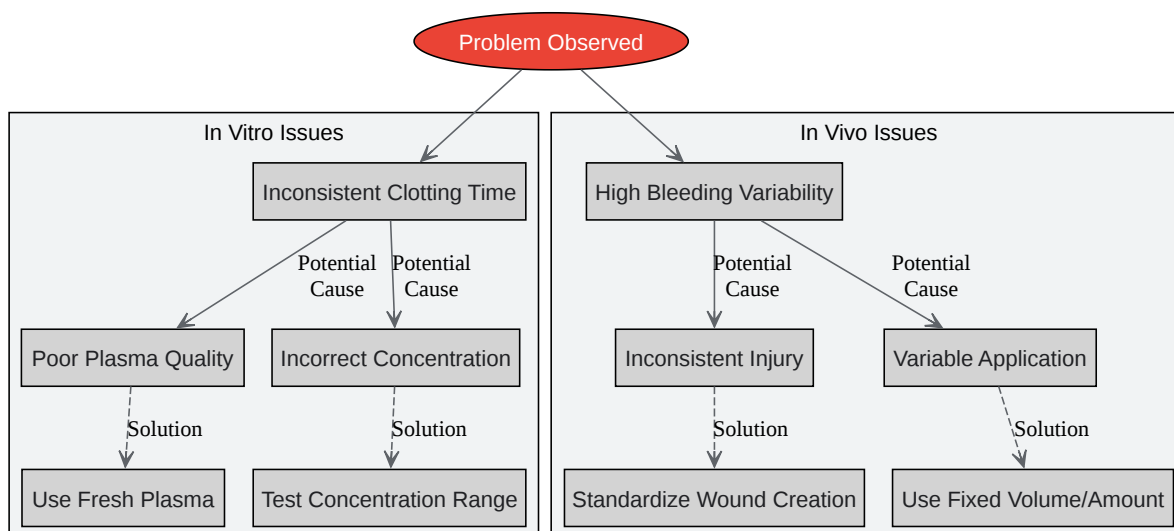 Problem Observed
In Vitro Issues
In Vivo Issues
Inconsistent Clotting Time
High Bleeding Variability
Potential
Cause
Potential
Cause
Potential
Cause
Potential
Cause
Poor Plasma Quality
Incorrect Concentration
Inconsistent Injury
Variable Application
Solution
Solution
Solution
Solution
Use Fresh Plasma
Test Concentration Range
Standardize Wound Creation
Use Fixed Volume/Amount